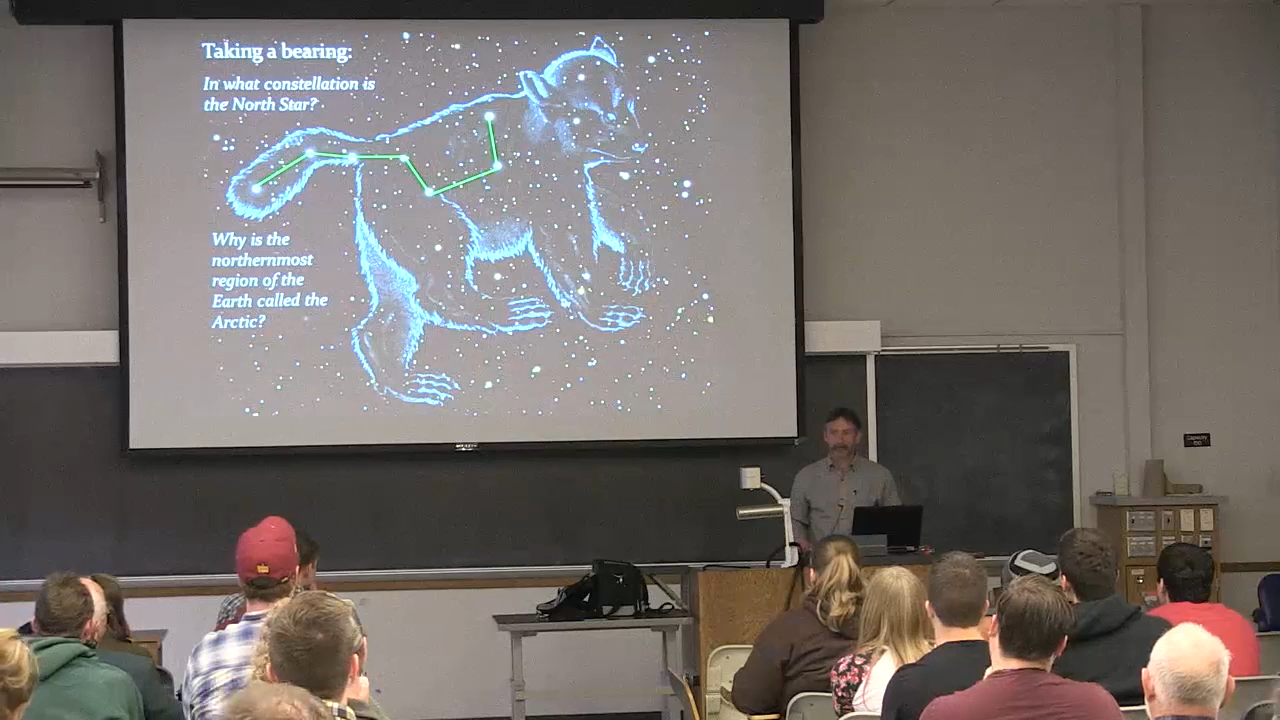 Taking a bearing:
In what constellation is
the North Star?
Why is the
northernmost
region of the
Earth called the
Arctic?
Capacity